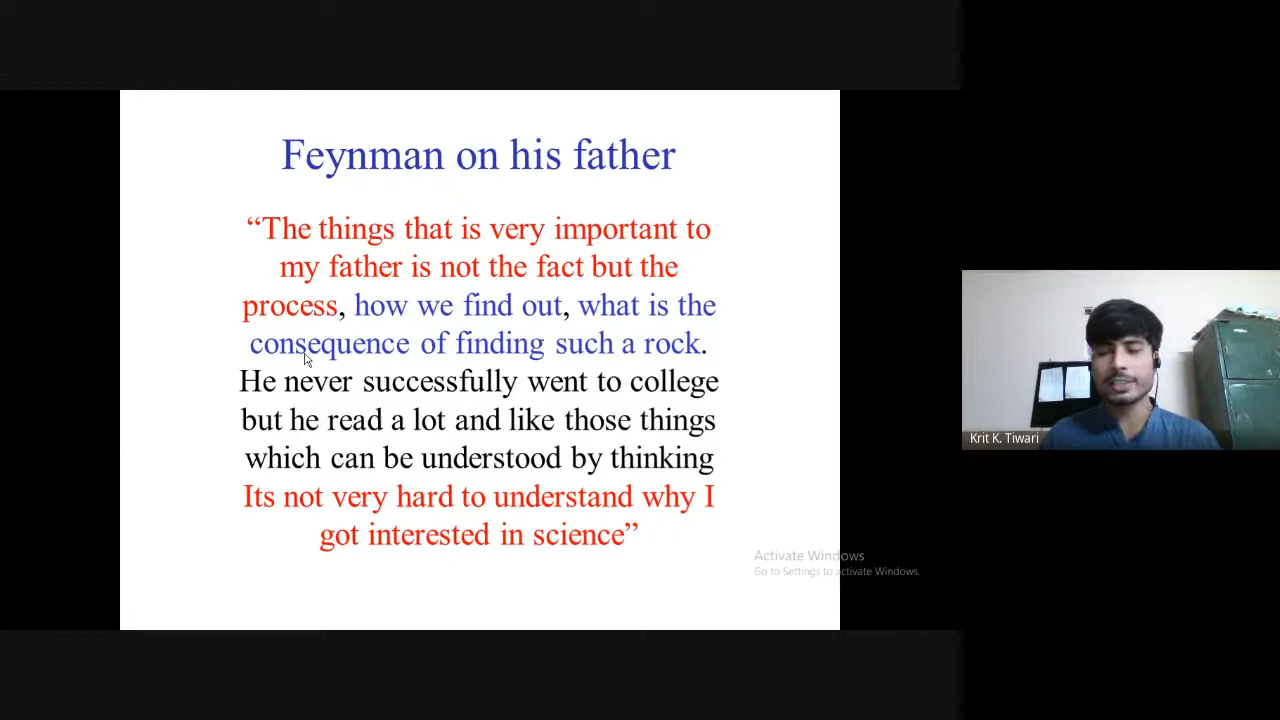 Feynman on his father
“The things that is very important to
my father is not the fact but the
process, how we find out, what is the
consequence of finding such a rock.
He never successfully went to college
but he read a lot and like those things
which can be understood by thinking
Its not very hard to understand why I
got interested in science”
Krit K. Tiwari
Activate Windows
Go to Settings to activate Windows.